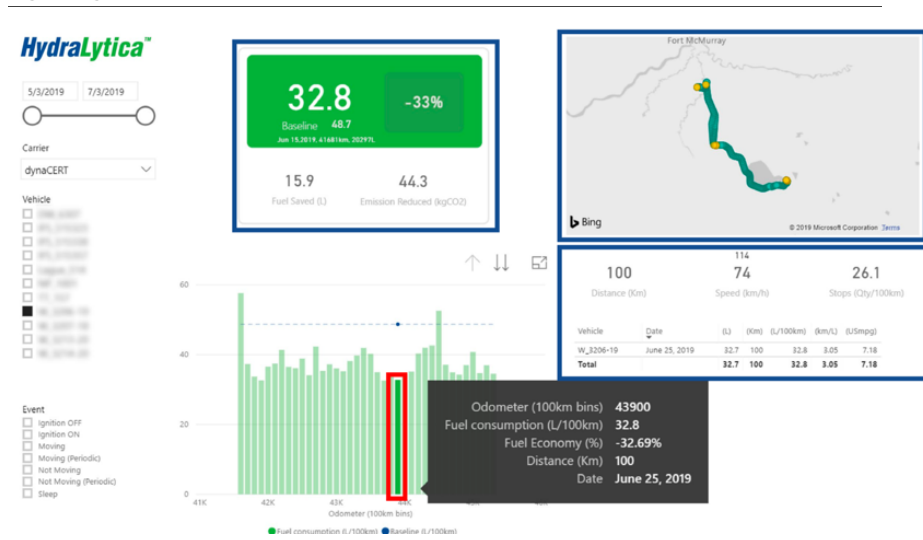 HydraLytica™
5/3/2019 7/3/2019
Carrier
dynaCERT
Vehicle
W_3206-19
Event
Ignition OFF
Ignition ON
Moving
Moving (Periodic)
Not Moving
Not Moving (Periodic)
Sleep
32.8
-33%
Baseline 48.7
Jun 15,2019, 41681km, 20297L
15.9 44.3
Fuel Saved (L) Emission Reduced (kgCO2)
Fort McMurray
Bing
© 2019 Microsoft Corporation Terms
114
100 74 26.1
Distance (Km) Speed (km/h) Stops (Qty/100km)
Vehicle Date (L) (Km) (L/100km) (km/L) (USmpg)
W_3206-19 June 25, 2019 32.7 100 32.8 3.05 7.18
Total 32.7 100 32.8 3.05 7.18
60
40
20
0
41K 42K 43K 44K
Odometer (100km bins)
Fuel consumption (L/100km) Baseline (L/100km)
Odometer (100km bins) 43900
Fuel consumption (L/100km) 32.8
Fuel Economy (%) -32.69%
Distance (Km) 100
Date June 25, 2019